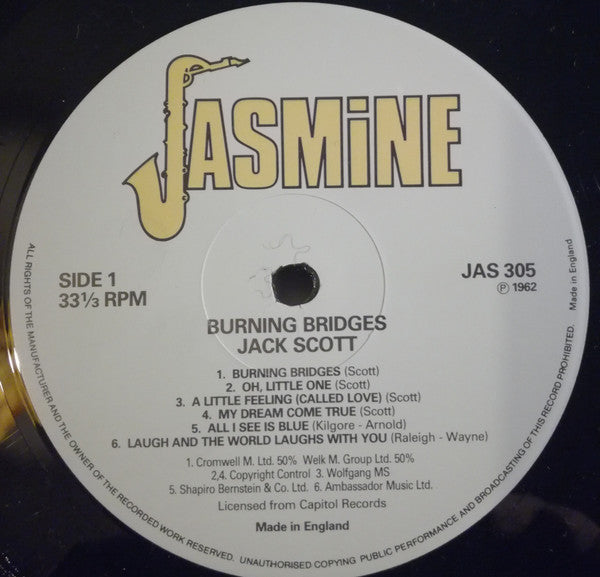 JASMiNE
SIDE 1
33⅓ RPM
JAS 305
℗ 1962
Made in England
BURNING BRIDGES
JACK SCOTT
1. BURNING BRIDGES (Scott)
2. OH, LITTLE ONE (Scott)
3. A LITTLE FEELING (CALLED LOVE) (Scott)
4. MY DREAM COME TRUE (Scott)
5. ALL I SEE IS BLUE (Kilgore - Arnold)
6. LAUGH AND THE WORLD LAUGHS WITH YOU (Raleigh - Wayne)
1. Cromwell M. Ltd. 50% Welk M. Group Ltd. 50%
2,4. Copyright Control 3. Wolfgang MS
5. Shapiro Bernstein & Co. Ltd. 6. Ambassador Music Ltd.
Licensed from Capitol Records
Made in England
ALL RIGHTS OF THE MANUFACTURER AND THE OWNER OF THE RECORDED WORK RESERVED. UNAUTHORISED COPYING PUBLIC PERFORMANCE AND BROADCASTING OF THIS RECORD PROHIBITED.